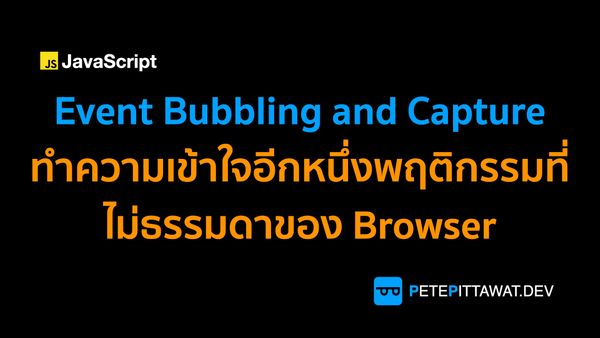 JS JavaScript
Event Bubbling and Capture
ทำความเข้าใจอีกหนึ่งพฤติกรรมที่
ไม่ธรรมดาของ Browser
PETEPITTAWAT.DEV